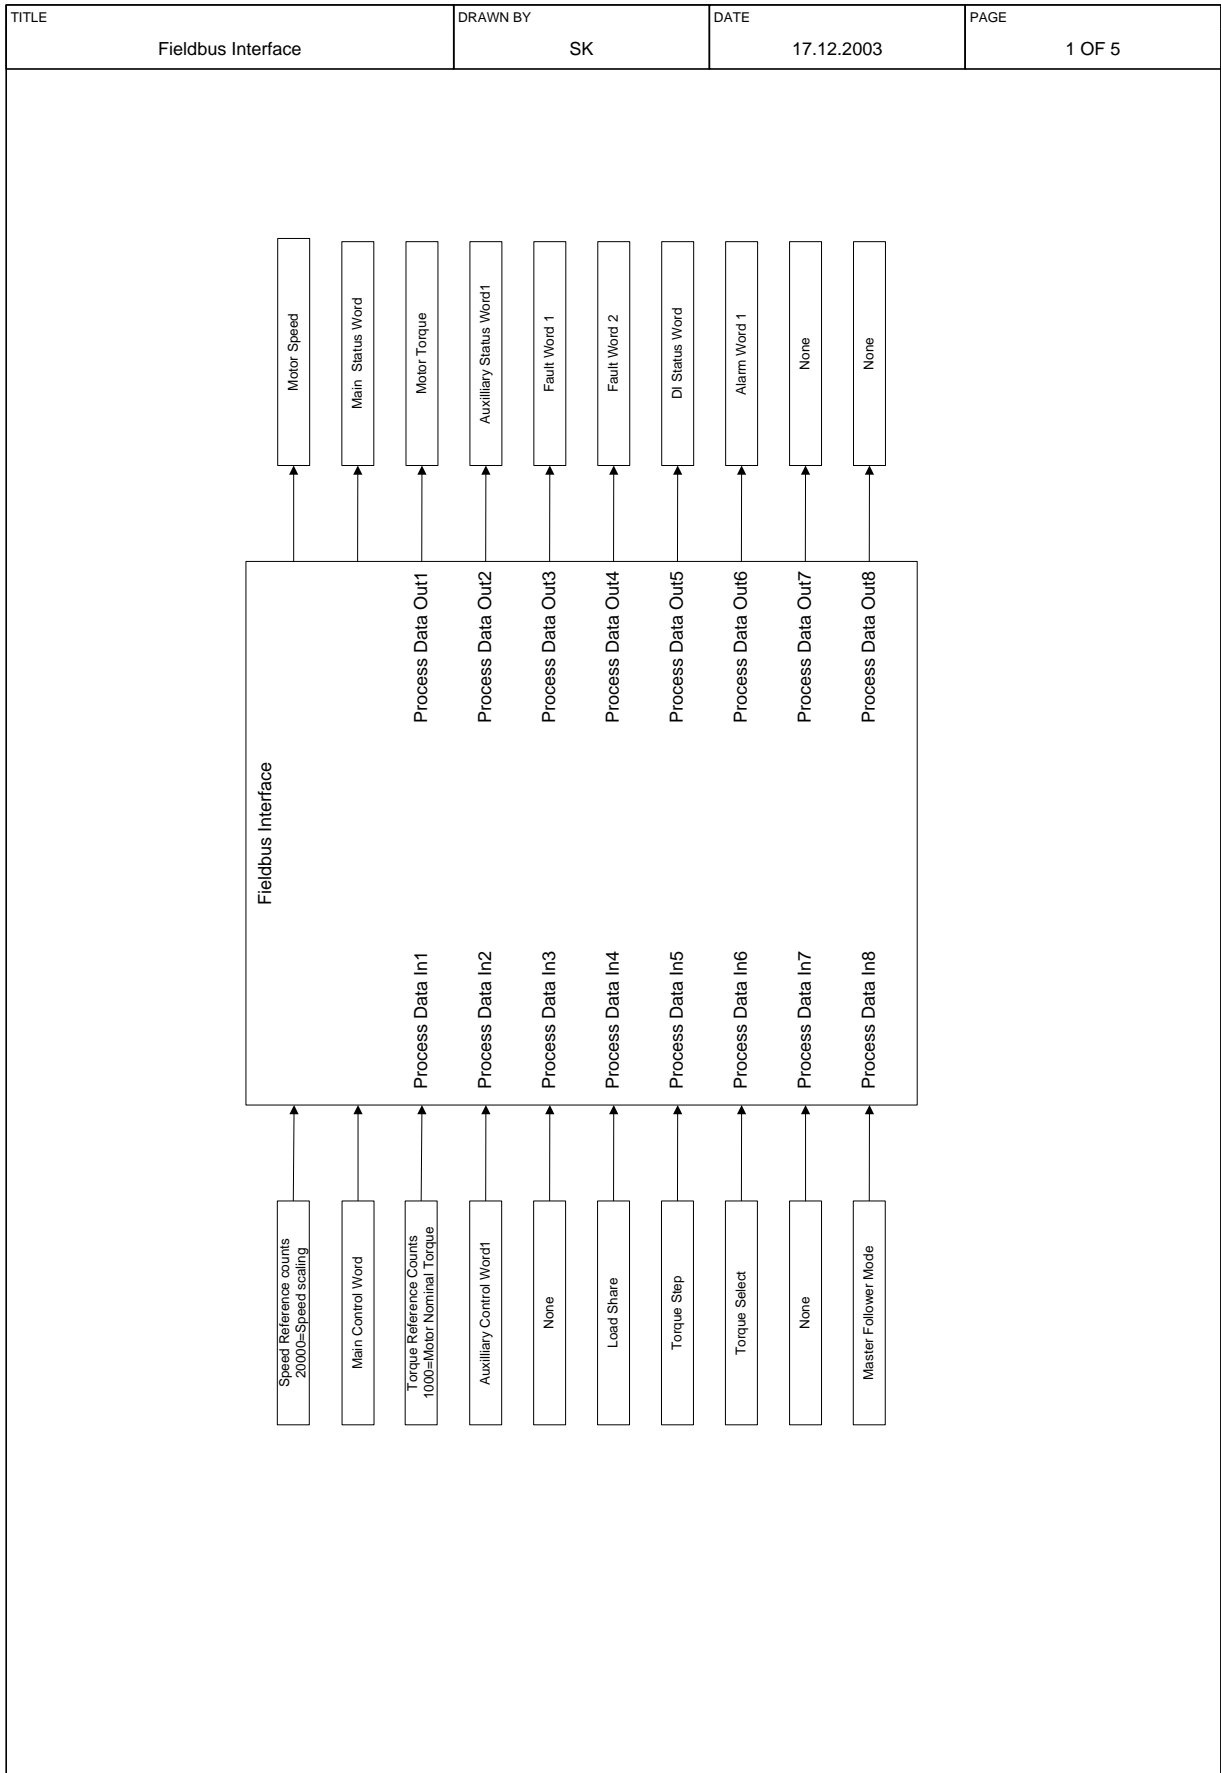 TITLE
Fieldbus Interface
DRAWN BY
SK
DATE
17.12.2003
PAGE
1 OF 5
Motor Speed
Main  Status Word
Motor Torque
Auxilliary Status Word1
Fault Word 1
Fault Word 2
DI Status Word
Alarm Word 1
None
None
Fieldbus Interface
Process Data Out1
Process Data Out2
Process Data Out3
Process Data Out4
Process Data Out5
Process Data Out6
Process Data Out7
Process Data Out8
Process Data In1
Process Data In2
Process Data In3
Process Data In4
Process Data In5
Process Data In6
Process Data In7
Process Data In8
Speed Reference counts
20000=Speed scaling
Main Control Word
Torque Reference Counts
1000=Motor Nominal Torque
Auxilliary Control Word1
None
Load Share
Torque Step
Torque Select
None
Master Follower Mode